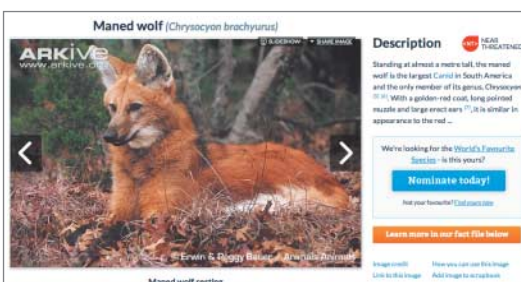 Maned wolf (Chrysocyon brachyurus)
ARKive
www.arkive.org
SLIDESHOW SHARE IMAGE
© Erwin & Peggy Bauer / Animals Animals
Maned wolf resting
Description
NT
NEAR
THREATENED
Standing at almost a metre tall, the maned
wolf is the largest Canid in South America
and the only member of its genus, Chrysocyon
With a golden-red coat, long pointed
muzzle and large erect ears, it is similar in
appearance to the red ...
We're looking for the World's Favourite
Species - is this yours?
Nominate today!
Not your favourite? Find yours now
Learn more in our fact file below
Image credit
How you can use this image
Link to this image
Add image to scrapbook